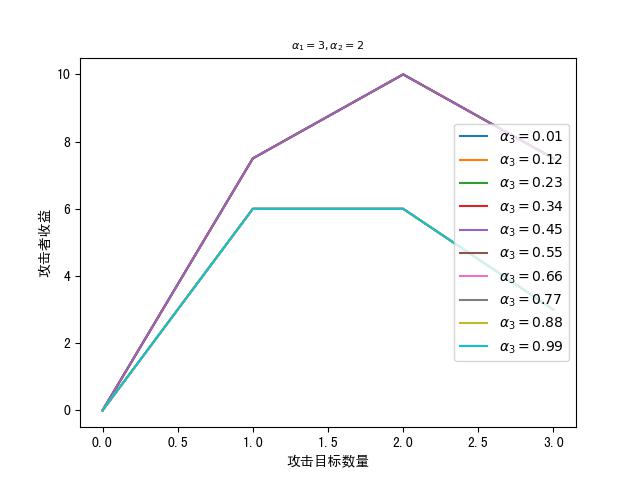 α₁ = 3, α₂ = 2
攻击者收益
10
8
6
4
2
0
α₃ = 0.01
α₃ = 0.12
α₃ = 0.23
α₃ = 0.34
α₃ = 0.45
α₃ = 0.55
α₃ = 0.66
α₃ = 0.77
α₃ = 0.88
α₃ = 0.99
0.0 0.5 1.0 1.5 2.0 2.5 3.0
攻击目标数量